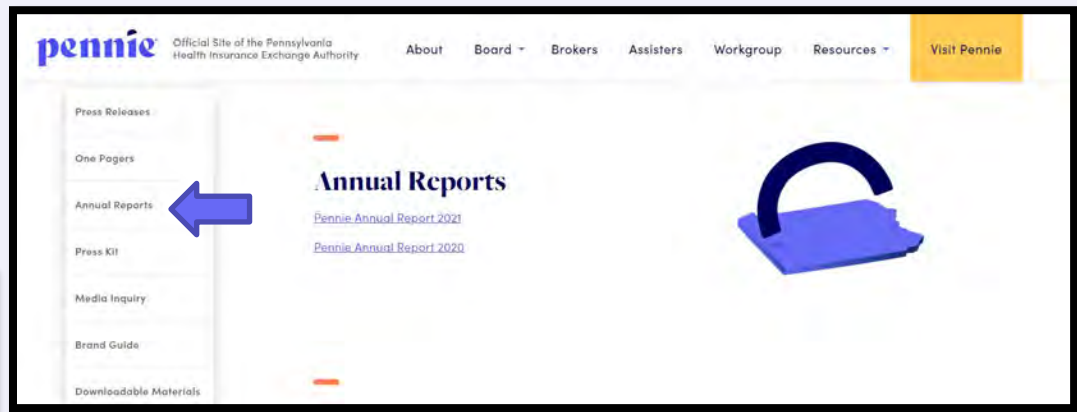 pennie
Official Site of the Pennsylvania
Health Insurance Exchange Authority
About Board Brokers Assisters Workgroup Resources Visit Pennie
Press Releases
One Pagers
Annual Reports
Press Kit
Media Inquiry
Brand Guide
Downloadable Materials
Annual Reports
Pennie Annual Report 2021
Pennie Annual Report 2020